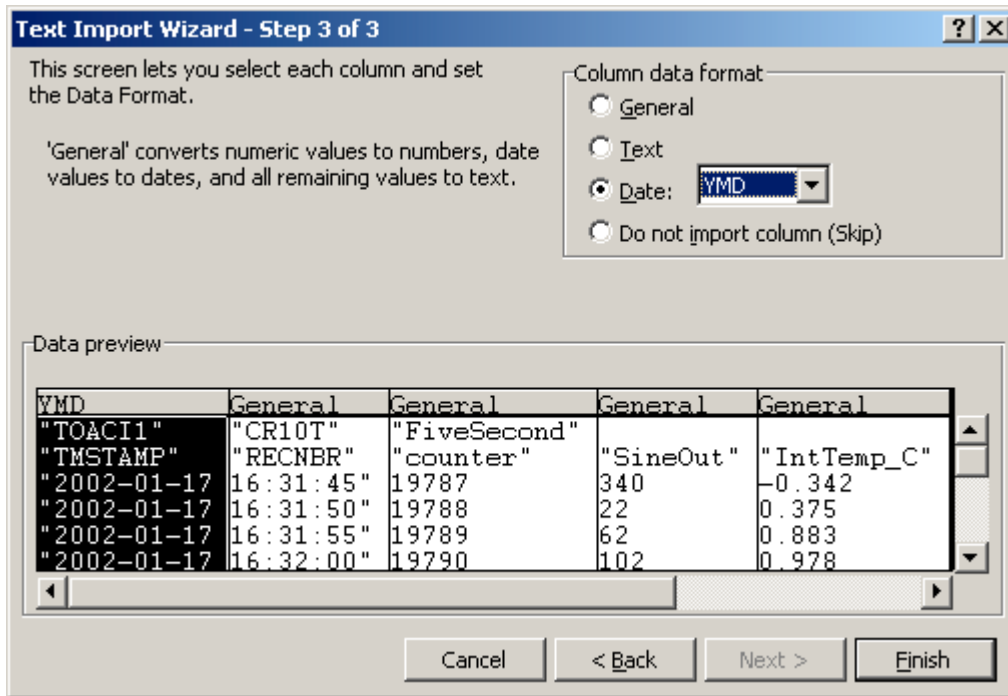 Text Import Wizard - Step 3 of 3
This screen lets you select each column and set
the Data Format.
'General' converts numeric values to numbers, date
values to dates, and all remaining values to text.
Column data format
General
Text
Date: YMD
Do not import column (Skip)
Data preview
YMD General General General General
"TOACI1" "CR10T" "FiveSecond"
"TMSTAMP" "RECNBR" "counter" "SineOut" "IntTemp_C"
"2002-01-17 16:31:45" 19787 340 -0.342
"2002-01-17 16:31:50" 19788 22 0.375
"2002-01-17 16:31:55" 19789 62 0.883
"2002-01-17 16:32:00" 19790 102 0.978
Cancel < Back Next > Finish